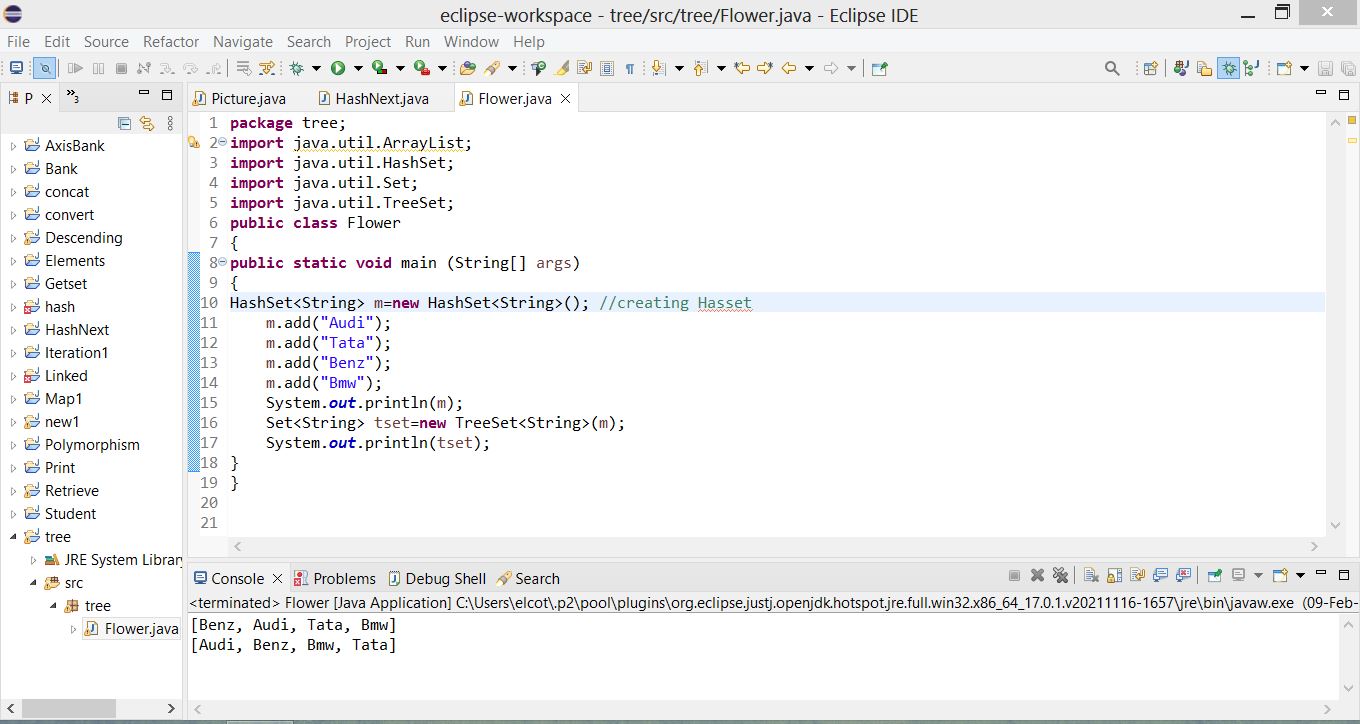 eclipse-workspace - tree/src/tree/Flower.java - Eclipse IDE
File Edit Source Refactor Navigate Search Project Run Window Help
P 3
Picture.java HashNext.java Flower.java
AxisBank
Bank
concat
convert
Descending
Elements
Getset
hash
HashNext
Iteration1
Linked
Map1
new1
Polymorphism
Print
Retrieve
Student
tree
JRE System Library
src
tree
Flower.java
1 package tree;
2 import java.util.ArrayList;
3 import java.util.HashSet;
4 import java.util.Set;
5 import java.util.TreeSet;
6 public class Flower
7 {
8 public static void main (String[] args)
9 {
10 HashSet<String> m=new HashSet<String>(); //creating Hasset
11 m.add("Audi");
12 m.add("Tata");
13 m.add("Benz");
14 m.add("Bmw");
15 System.out.println(m);
16 Set<String> tset=new TreeSet<String>(m);
17 System.out.println(tset);
18 }
19 }
20
21
Console Problems Debug Shell Search
<terminated> Flower [Java Application] C:\Users\elcot\.p2\pool\plugins\org.eclipse.justj.openjdk.hotspot.jre.full.win32.x86_64_17.0.1.v20211116-1657\jre\bin\javaw.exe (09-Feb-
[Benz, Audi, Tata, Bmw]
[Audi, Benz, Bmw, Tata]